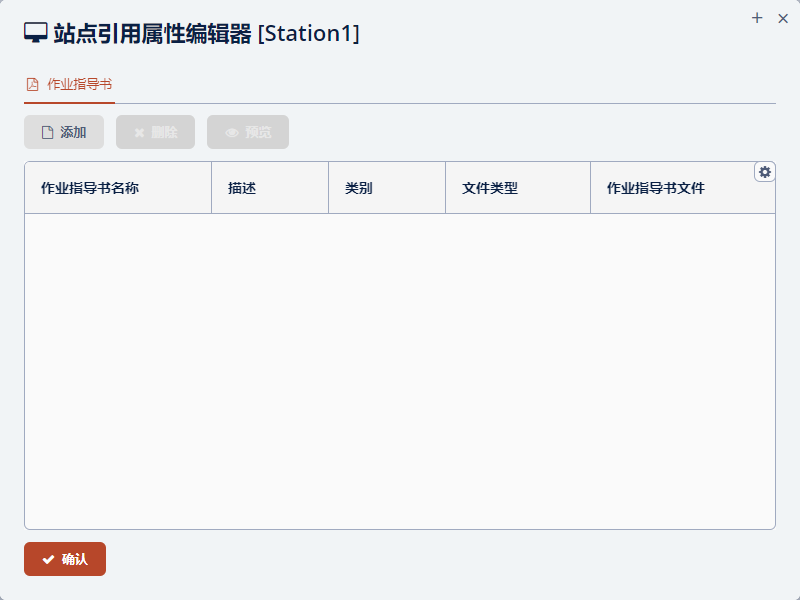 站点引用属性编辑器 [Station1]
作业指导书
添加 删除 预览
作业指导书名称 描述 类别 文件类型 作业指导书文件
确认